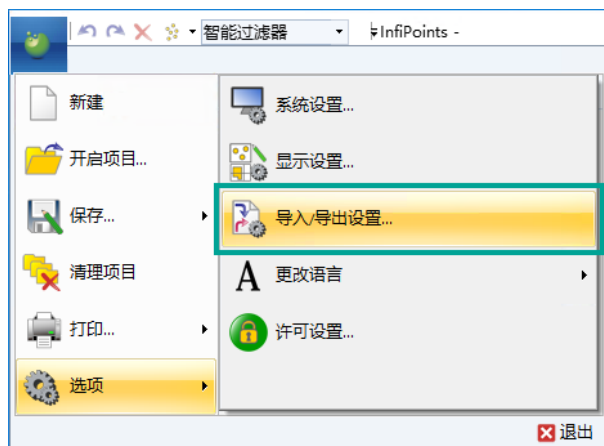 智能过滤器
InfiPoints -
新建
开启项目...
保存...
清理项目
打印...
选项
系统设置...
显示设置...
导入/导出设置...
A 更改语言
许可设置...
退出